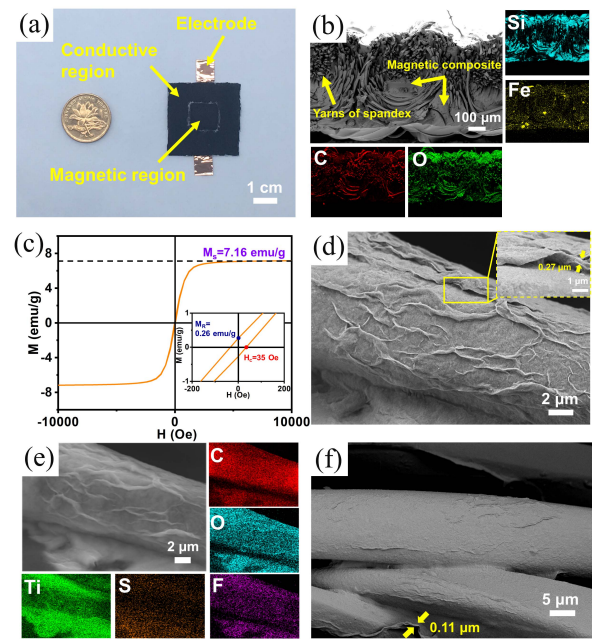 (a)
Electrode
Conductive
region
Magnetic region
1 cm
(b)
Magnetic composite
Yarns of spandex
100 μm
Si
Fe
C
O
(c)
Mₛ=7.16 emu/g
M (emu/g)
8
4
0
-4
-8
-10000
0
10000
H (Oe)
M_R=
0.26 emu/g
H_c=35 Oe
M (emu/g)
1
0
-1
-200
0
200
H (Oe)
(d)
0.27 μm
1 μm
2 μm
(e)
2 μm
C
O
Ti
S
F
(f)
0.11 μm
5 μm